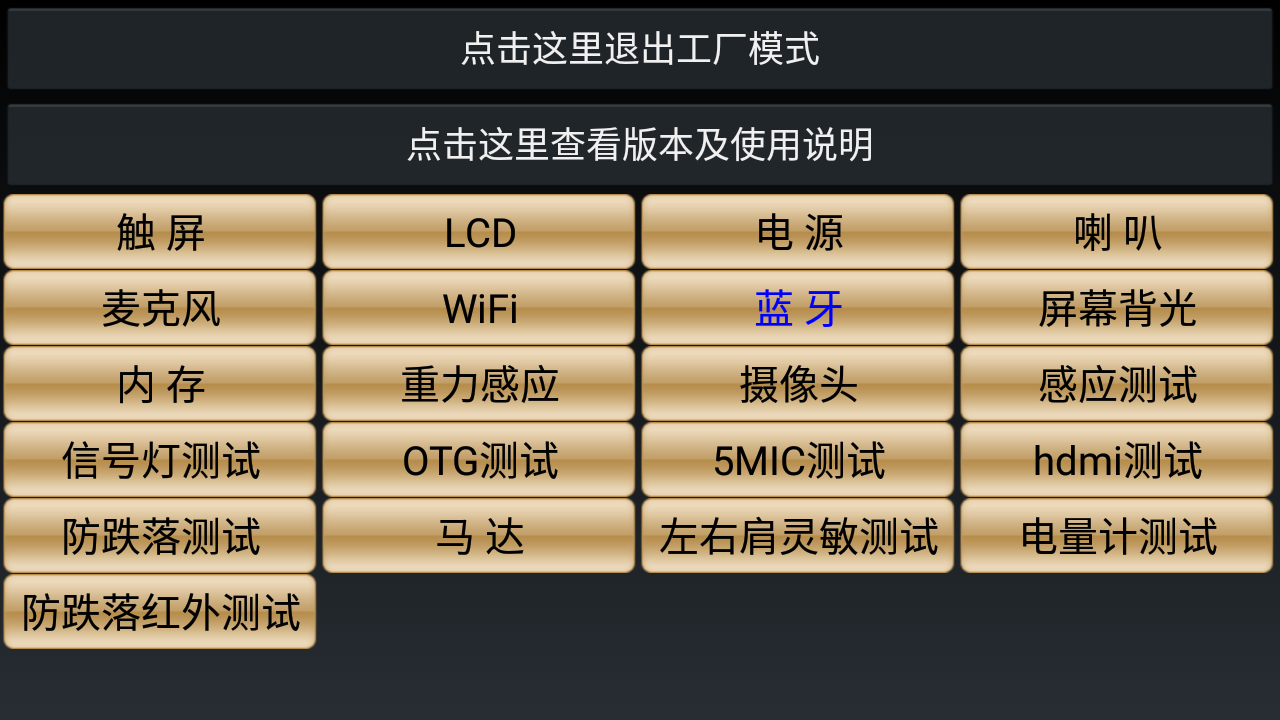 点击这里退出工厂模式
点击这里查看版本及使用说明
触 屏 LCD 电 源 喇 叭
麦克风 WiFi 蓝 牙 屏幕背光
内 存 重力感应 摄像头 感应测试
信号灯测试 OTG测试 5MIC测试 hdmi测试
防跌落测试 马 达 左右肩灵敏测试 电量计测试
防跌落红外测试